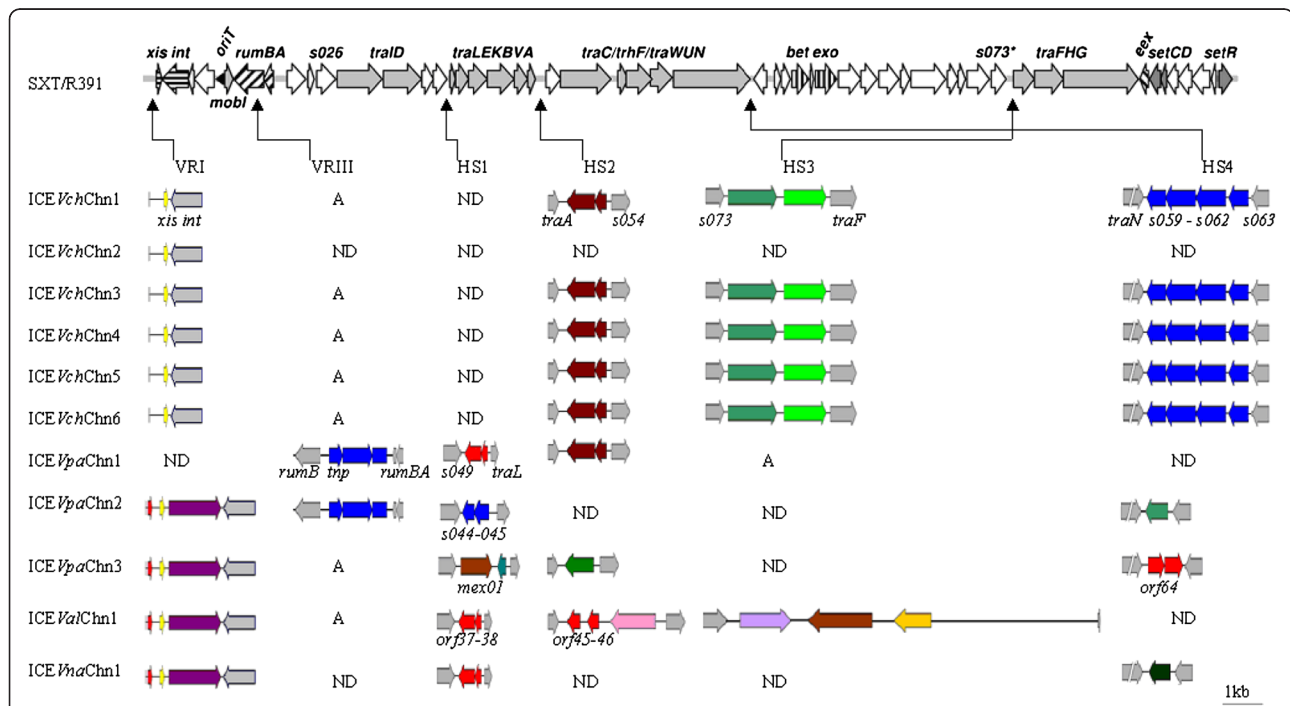 xis int oriT rumBA s026 traID traLEKBVA traC/trhF/traWUN bet exo s073* traFHG eex setCD setR
SXT/R391
mobI
VRI VRIII HS1 HS2 HS3 HS4
ICEVchChn1 A ND
xis int traA s054 s073 traF traN s059 - s062 s063
ICEVchChn2 ND ND ND ND ND
ICEVchChn3 A ND
ICEVchChn4 A ND
ICEVchChn5 A ND
ICEVchChn6 A ND
ICEVpaChn1 ND A ND
rumB tnp rumBA s049 traL
ICEVpaChn2 ND ND
s044-045
ICEVpaChn3 A ND
mex01 orf64
ICEValChn1 A ND
orf37-38 orf45-46
ICEVnaChn1 ND ND ND
1kb